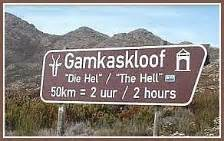 Gamkaskloof
"Die Hel" / "The Hell"
50km = 2 uur / 2 hours